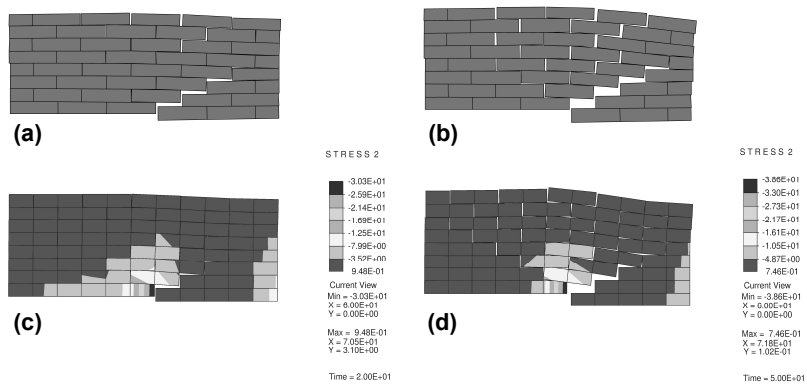 (a)
(b)
STRESS 2
-3.03E+01
-2.59E+01
-2.14E+01
-1.69E+01
-1.25E+01
-7.99E+00
-3.52E+00
9.48E-01
Current View
Min = -3.03E+01
X = 6.00E+01
Y = 0.00E+00
Max = 9.48E-01
X = 7.05E+01
Y = 3.10E+00
Time = 2.00E+01
(c)
STRESS 2
-3.86E+01
-3.30E+01
-2.73E+01
-2.17E+01
-1.61E+01
-1.05E+01
-4.87E+00
7.46E-01
Current View
Min = -3.86E+01
X = 6.00E+01
Y = 0.00E+00
Max = 7.46E-01
X = 7.18E+01
Y = 1.02E-01
Time = 5.00E+01
(d)